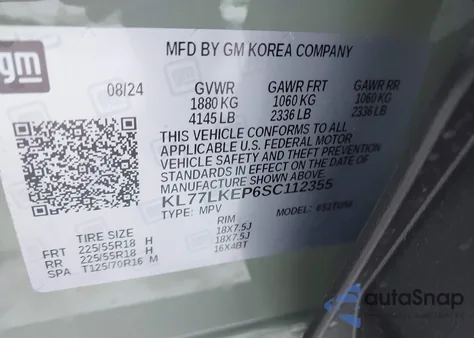 gm
MFD BY GM KOREA COMPANY
08/24 GVWR GAWR FRT GAWR RR
1880 KG 1060 KG 1060 KG
4145 LB 2336 LB 2336 LB
THIS VEHICLE CONFORMS TO ALL
APPLICABLE U.S. FEDERAL MOTOR
VEHICLE SAFETY AND THEFT PREVENTION
STANDARDS IN EFFECT ON THE DATE OF
MANUFACTURE SHOWN ABOVE.
KL77LKEP6SC112355
TYPE: MPV MODEL:
TIRE SIZE RIM
FRT 225/55R18 H 18X7.5J
RR 225/55R18 H 18X7.5J
SPA T125/70R16 M 16X4BT
autoSnap